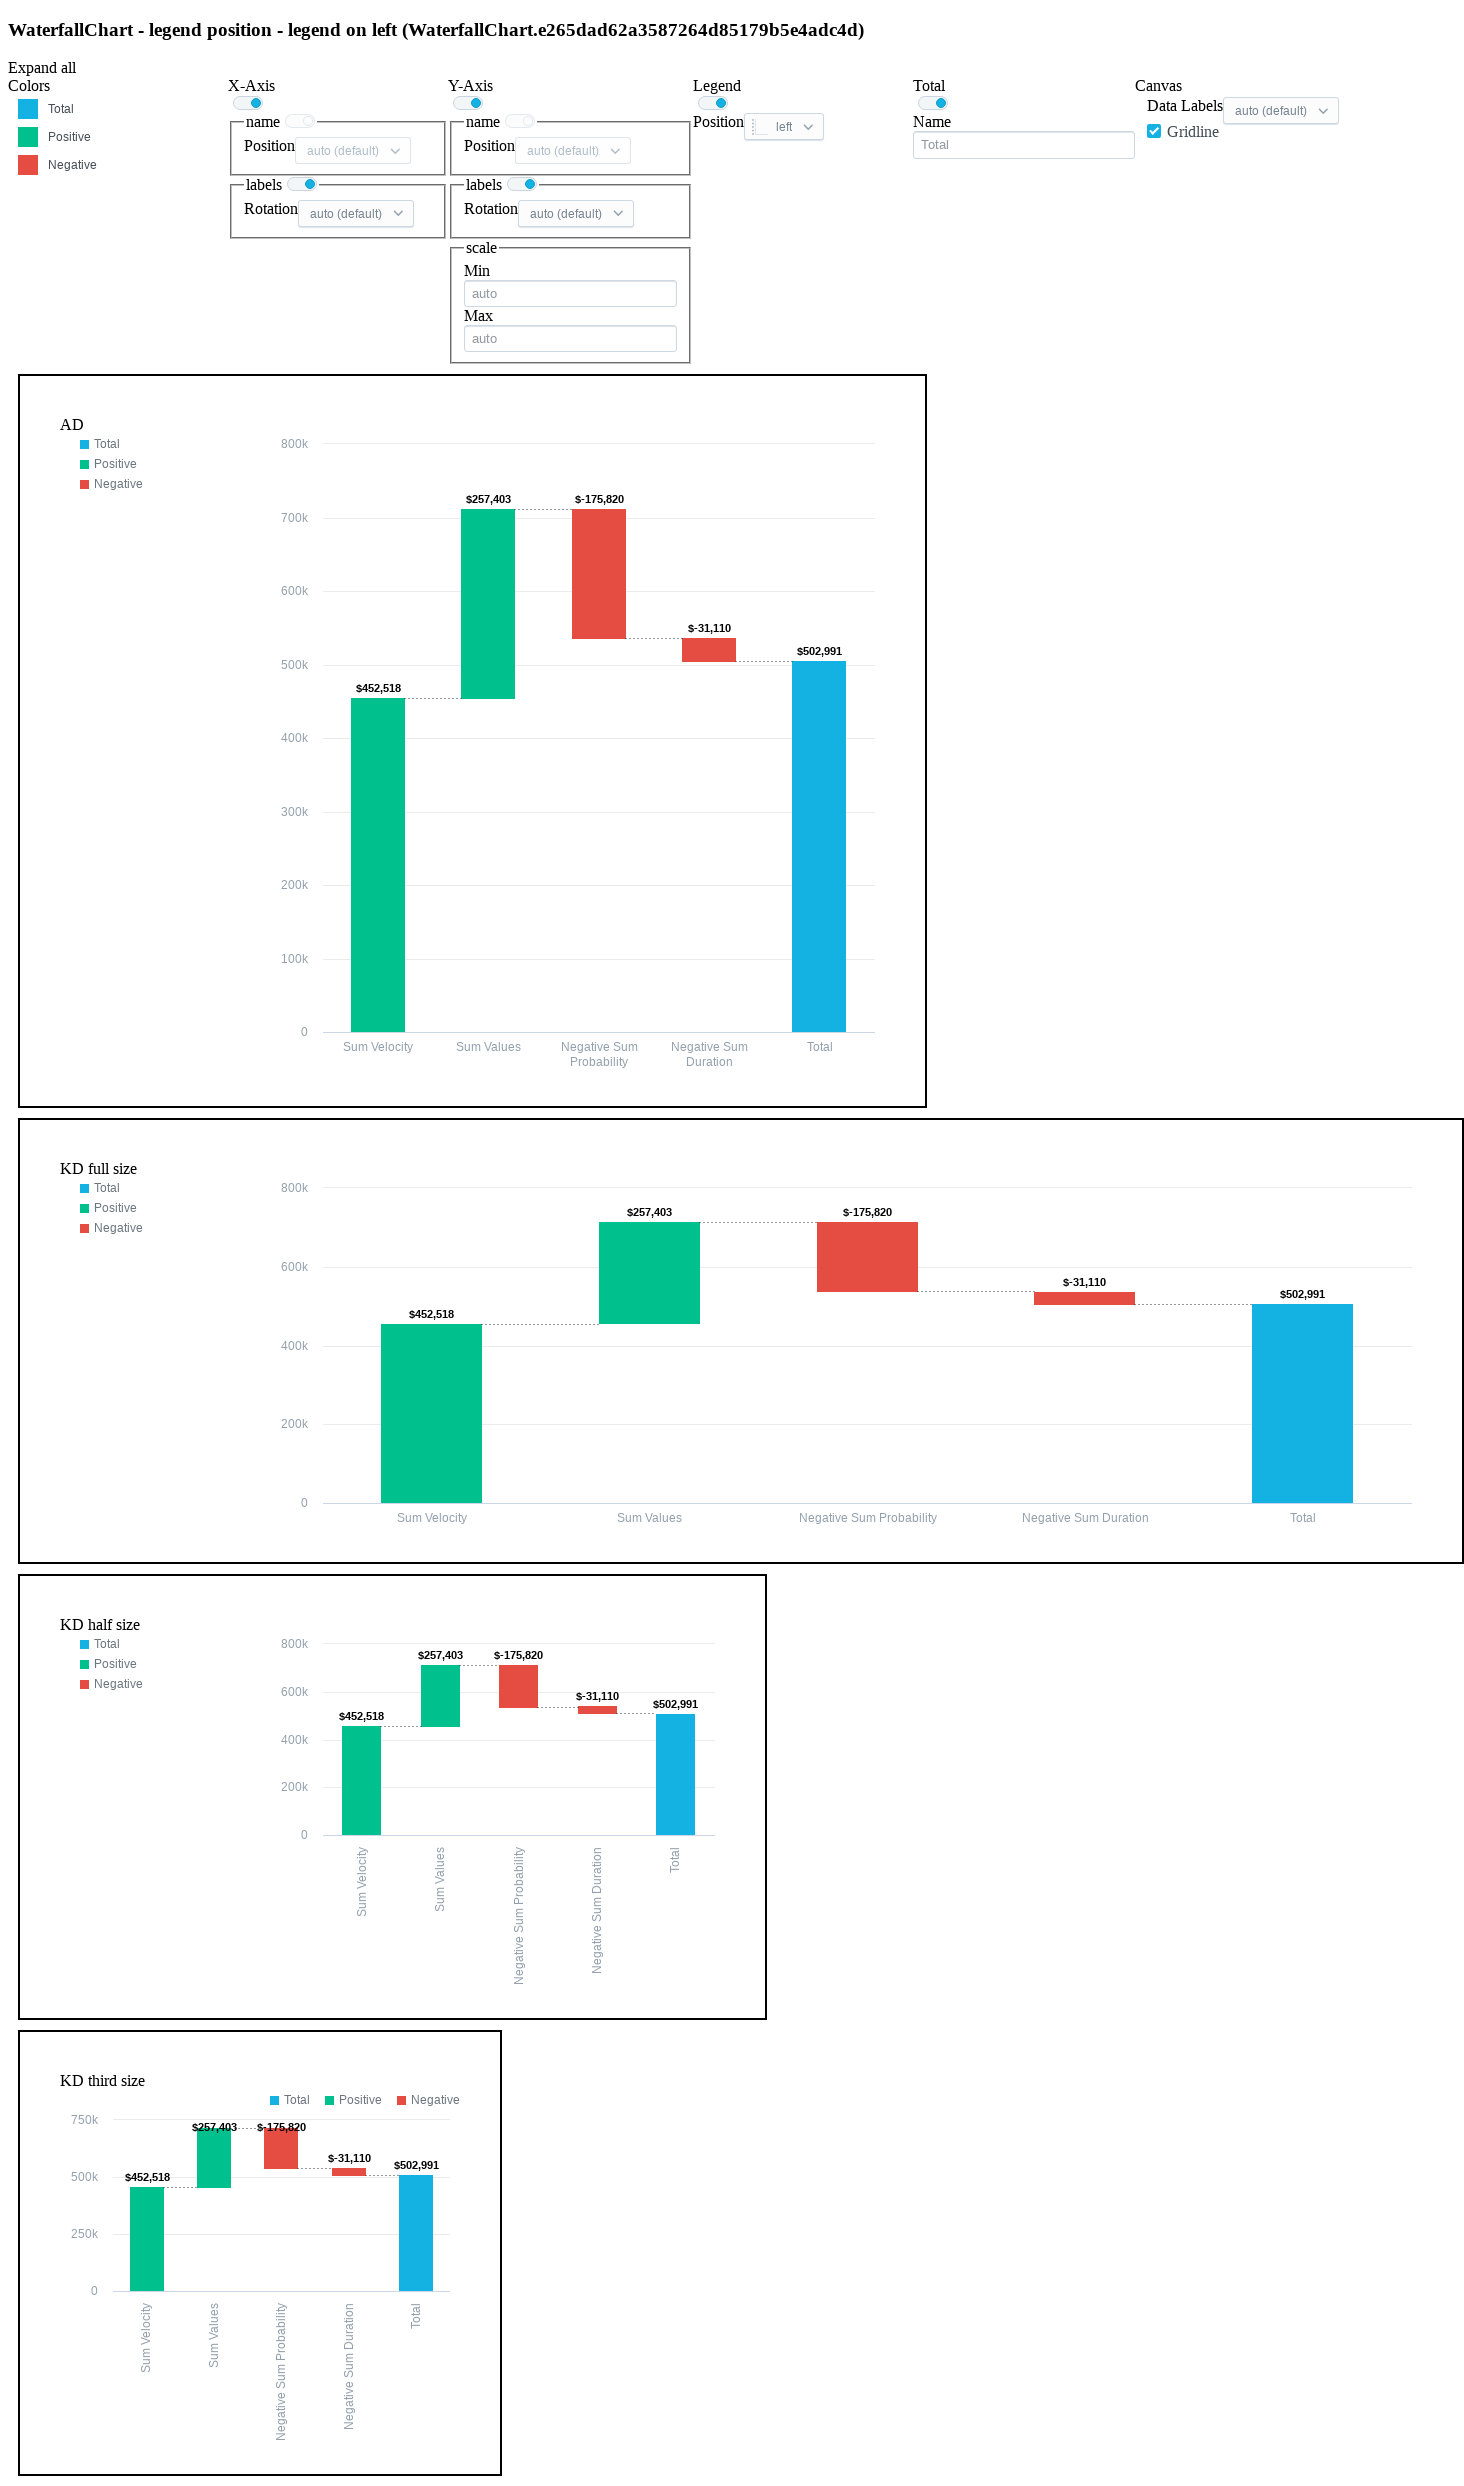 WaterfallChart - legend position - legend on left (WaterfallChart.e265dad62a3587264d85179b5e4adc4d)
Expand all
Colors
Total
Positive
Negative
X-Axis
name
Position auto (default)
labels
Rotation auto (default)
Y-Axis
name
Position auto (default)
labels
Rotation auto (default)
scale
Min
auto
Max
auto
Legend
Position left
Total
Name
Total
Canvas
Data Labels auto (default)
Gridline
AD
Total
Positive
Negative
800k
700k
600k
500k
400k
300k
200k
100k
0
$452,518
$257,403
$-175,820
$-31,110
$502,991
Sum Velocity
Sum Values
Negative Sum
Probability
Negative Sum
Duration
Total
KD full size
Total
Positive
Negative
800k
600k
400k
200k
0
$452,518
$257,403
$-175,820
$-31,110
$502,991
Sum Velocity
Sum Values
Negative Sum Probability
Negative Sum Duration
Total
KD half size
Total
Positive
Negative
800k
600k
400k
200k
0
$452,518
$257,403
$-175,820
$-31,110
$502,991
Sum Velocity
Sum Values
Negative Sum Probability
Negative Sum Duration
Total
KD third size
Total
Positive
Negative
750k
500k
250k
0
$452,518
$257,403
$-175,820
$-31,110
$502,991
Sum Velocity
Sum Values
Negative Sum Probability
Negative Sum Duration
Total